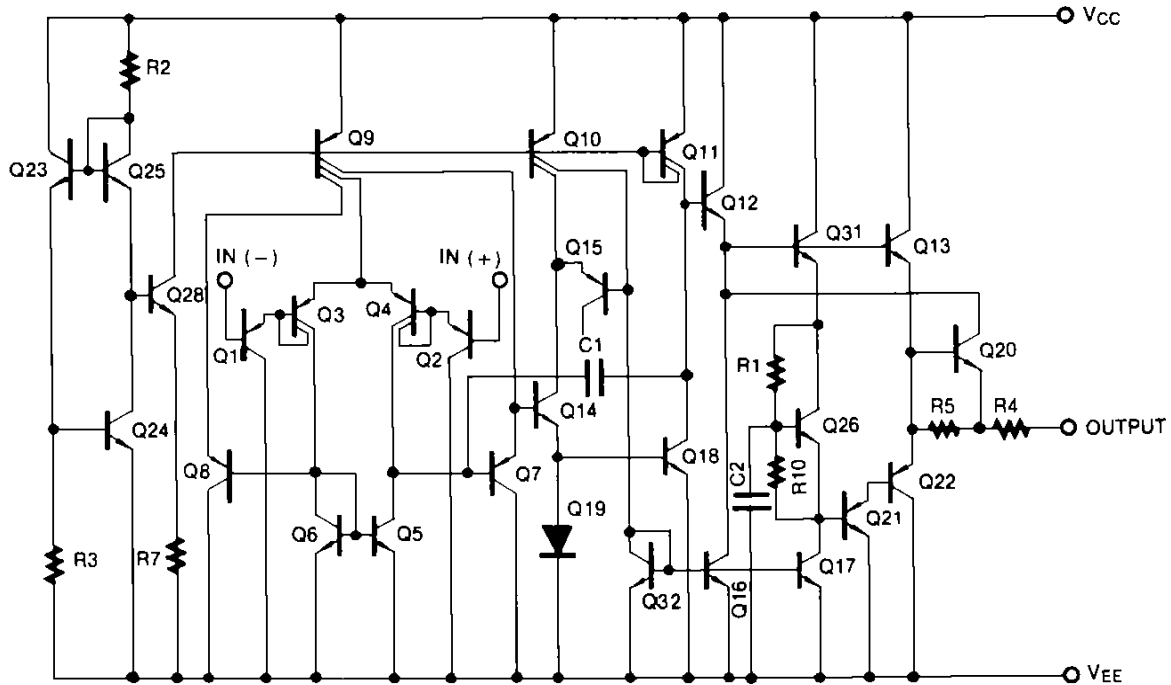 VCC
R2
Q9
Q10
Q11
Q23
Q25
Q12
Q31
Q13
IN (-)
IN (+)
Q15
Q28
Q3
Q4
Q1
Q2
C1
R1
Q20
Q14
R5
R4
OUTPUT
Q24
Q26
Q8
Q7
Q18
C2
R10
Q22
Q19
Q21
Q6
Q5
R3
R7
Q17
Q32
Q16
VEE